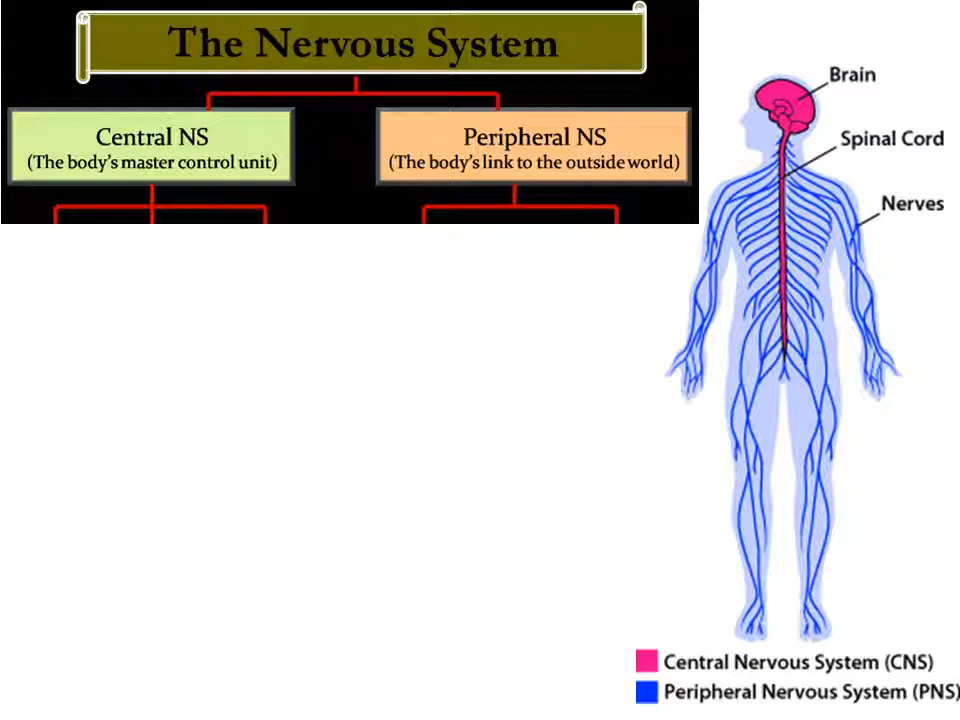 The Nervous System
Central NS
(The body's master control unit)
Peripheral NS
(The body's link to the outside world)
Brain
Spinal Cord
Nerves
Central Nervous System (CNS)
Peripheral Nervous System (PNS)